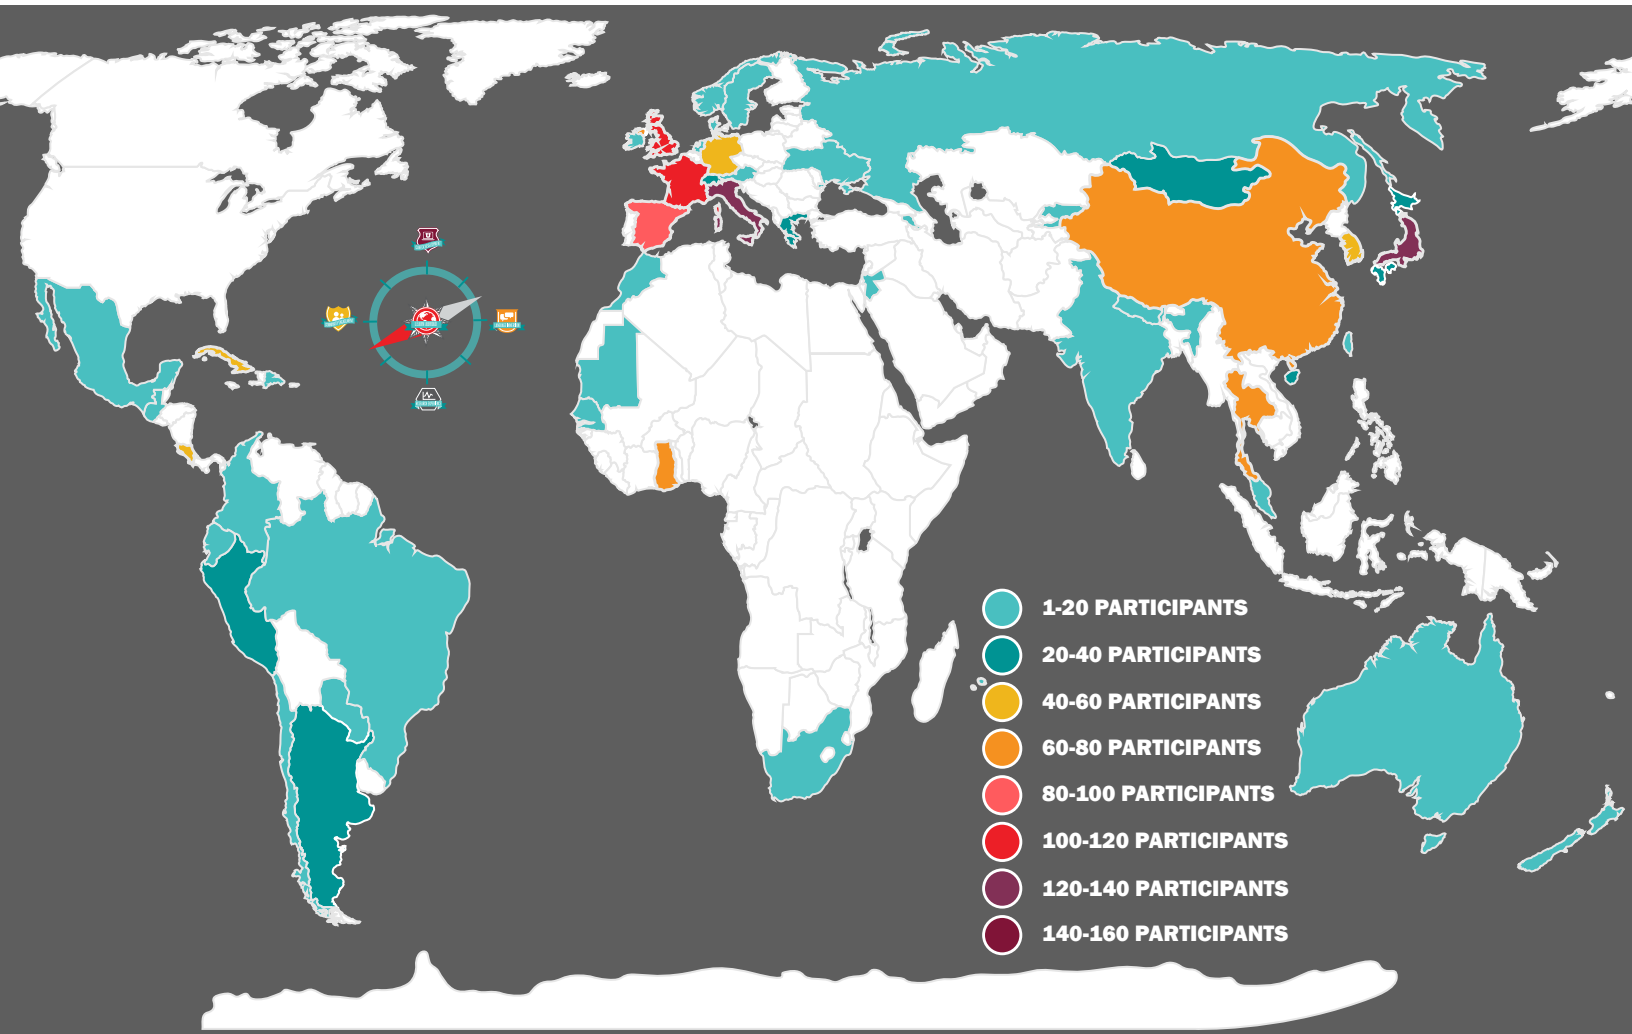 1-20 PARTICIPANTS
20-40 PARTICIPANTS
40-60 PARTICIPANTS
60-80 PARTICIPANTS
80-100 PARTICIPANTS
100-120 PARTICIPANTS
120-140 PARTICIPANTS
140-160 PARTICIPANTS